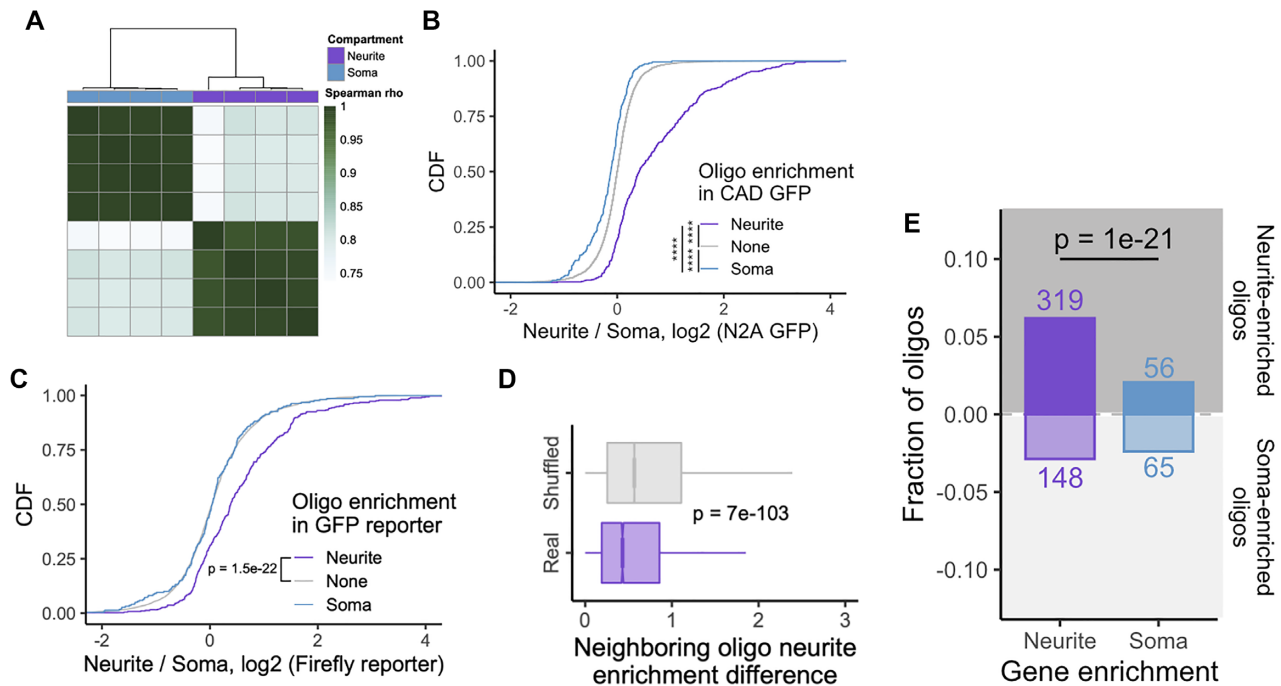 A
Compartment
Neurite
Soma
Spearman rho
1
0.95
0.9
0.85
0.8
0.75
B
1.00
0.75
0.50
0.25
0.00
CDF
Oligo enrichment
in CAD GFP
Neurite
None
Soma
****
**** ****
-2 0 2 4
Neurite / Soma, log2 (N2A GFP)
C
1.00
0.75
0.50
0.25
0.00
CDF
Oligo enrichment
in GFP reporter
Neurite
None
Soma
p = 1.5e-22
-2 0 2 4
Neurite / Soma, log2 (Firefly reporter)
D
Shuffled
Real
p = 7e-103
0 1 2 3
Neighboring oligo neurite
enrichment difference
E
p = 1e-21
0.10
0.05
0.00
-0.05
-0.10
Fraction of oligos
319
56
148
65
Neurite-enriched
oligos
Soma-enriched
oligos
Neurite Soma
Gene enrichment